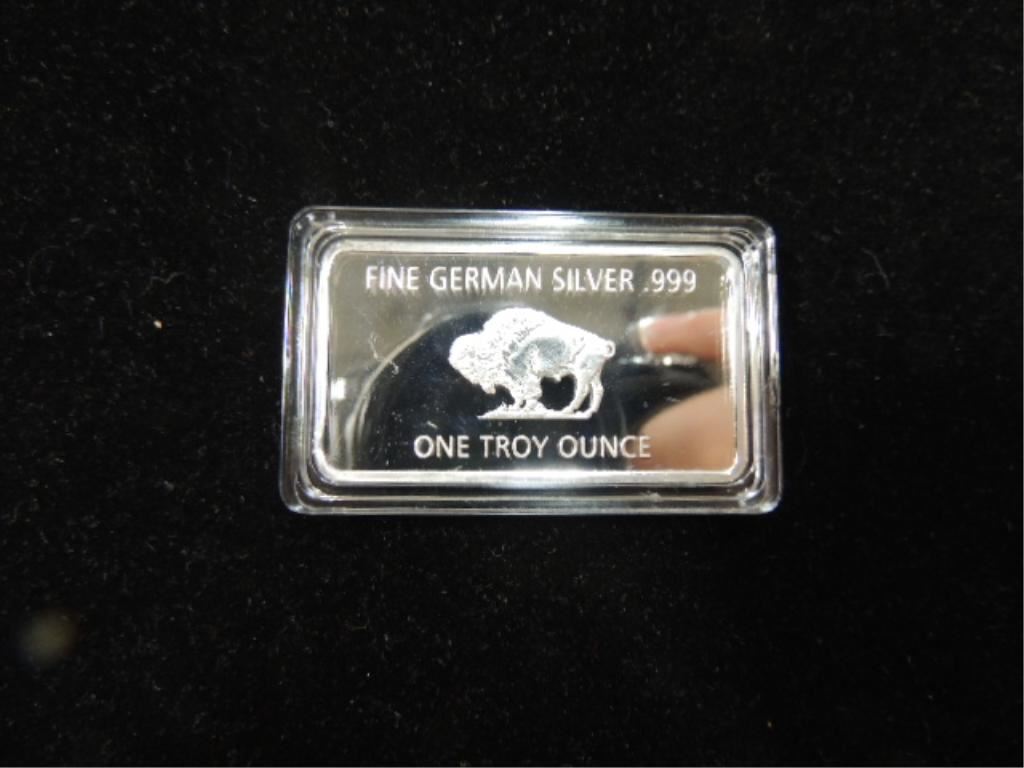 FINE GERMAN SILVER .999
ONE TROY OUNCE